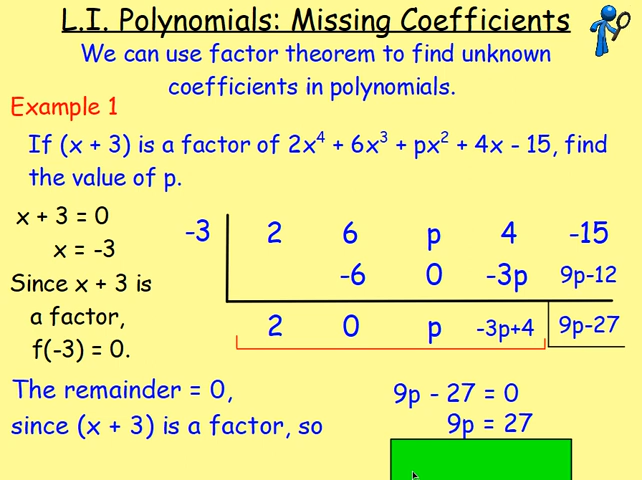 L.I. Polynomials: Missing Coefficients
We can use factor theorem to find unknown
coefficients in polynomials.
Example 1
If (x + 3) is a factor of 2x⁴ + 6x³ + px² + 4x - 15, find
the value of p.
x + 3 = 0
x = -3
Since x + 3 is
a factor,
f(-3) = 0.
-3 2 6 p 4 -15
-6 0 -3p 9p-12
2 0 p -3p+4 9p-27
The remainder = 0,
since (x + 3) is a factor, so
9p - 27 = 0
9p = 27